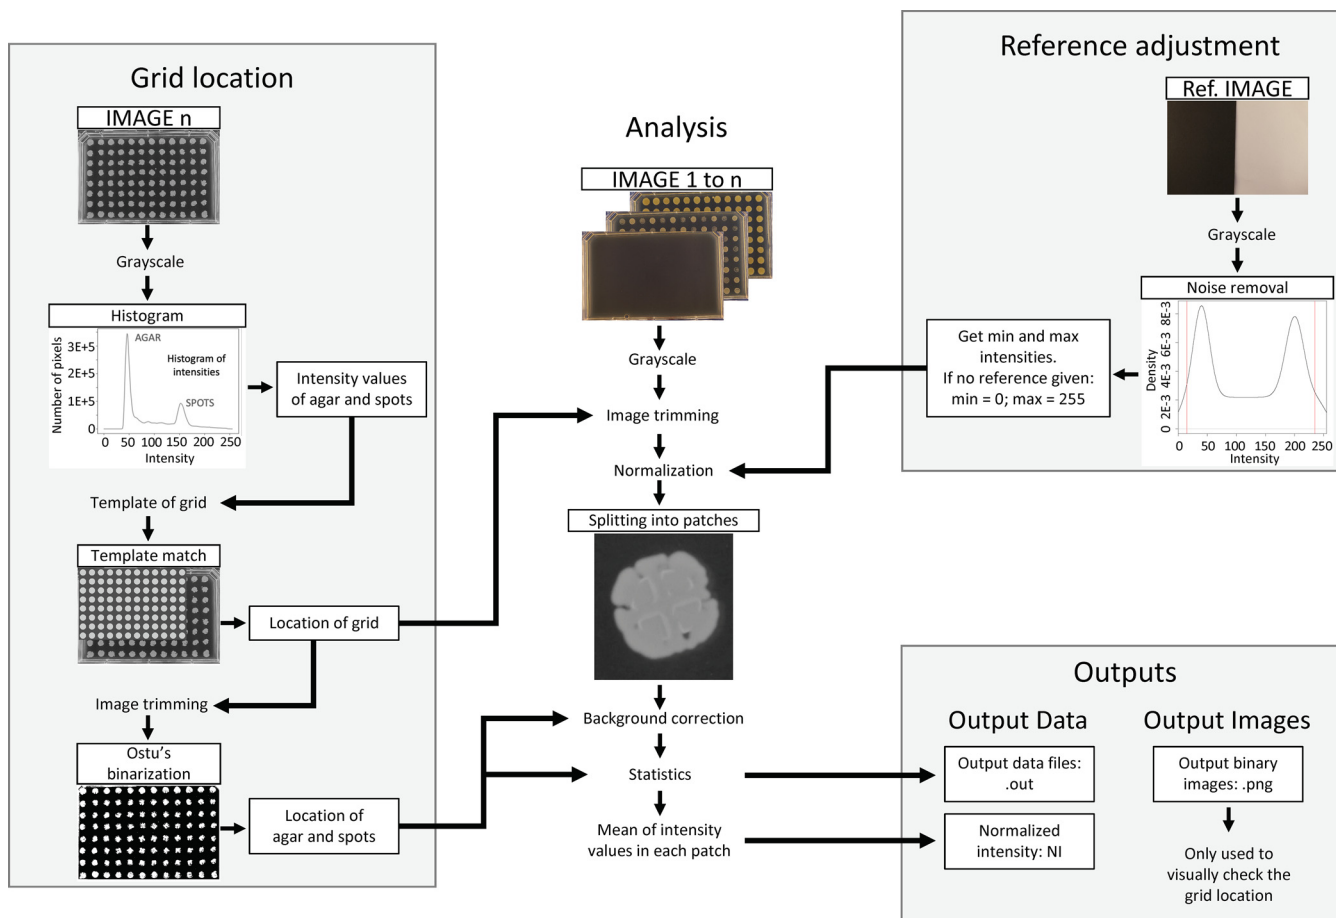 Grid location
IMAGE n
Grayscale
Histogram
Number of pixels
3E+5
2E+5
1E+5
0
AGAR
Histogram of
intensities
SPOTS
0 50 100 150 200 250
Intensity
Intensity values
of agar and spots
Template of grid
Template match
Location of grid
Image trimming
Ostu's
binarization
Location of
agar and spots
Analysis
IMAGE 1 to n
Grayscale
Image trimming
Normalization
Splitting into patches
Background correction
Statistics
Mean of intensity
values in each patch
Reference adjustment
Ref. IMAGE
Grayscale
Noise removal
Density
8E-3
6E-3
4E-3
2E-3
0
0 50 100 150 200 250
Intensity
Get min and max
intensities.
If no reference given:
min = 0; max = 255
Outputs
Output Data
Output data files:
.out
Normalized
intensity: NI
Output Images
Output binary
images: .png
Only used to
visually check the
grid location